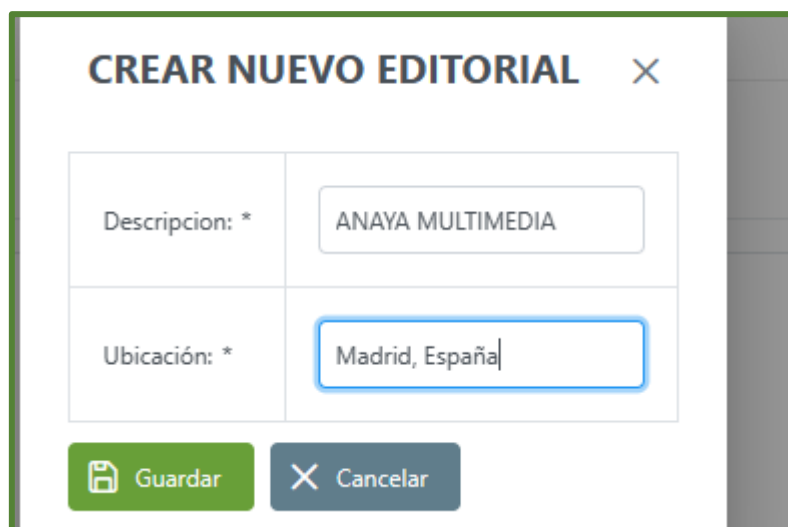 CREAR NUEVO EDITORIAL
Descripcion: * ANAYA MULTIMEDIA
Ubicación: * Madrid, España
Guardar Cancelar